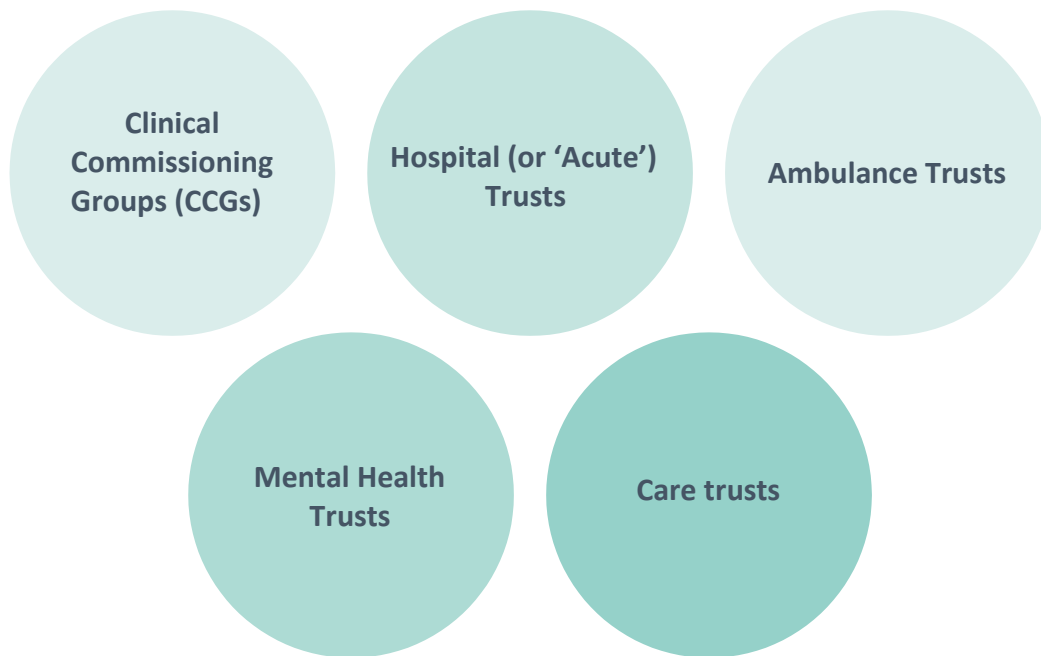 Clinical
Commissioning
Groups (CCGs)
Hospital (or ‘Acute’)
Trusts
Ambulance Trusts
Mental Health
Trusts
Care trusts